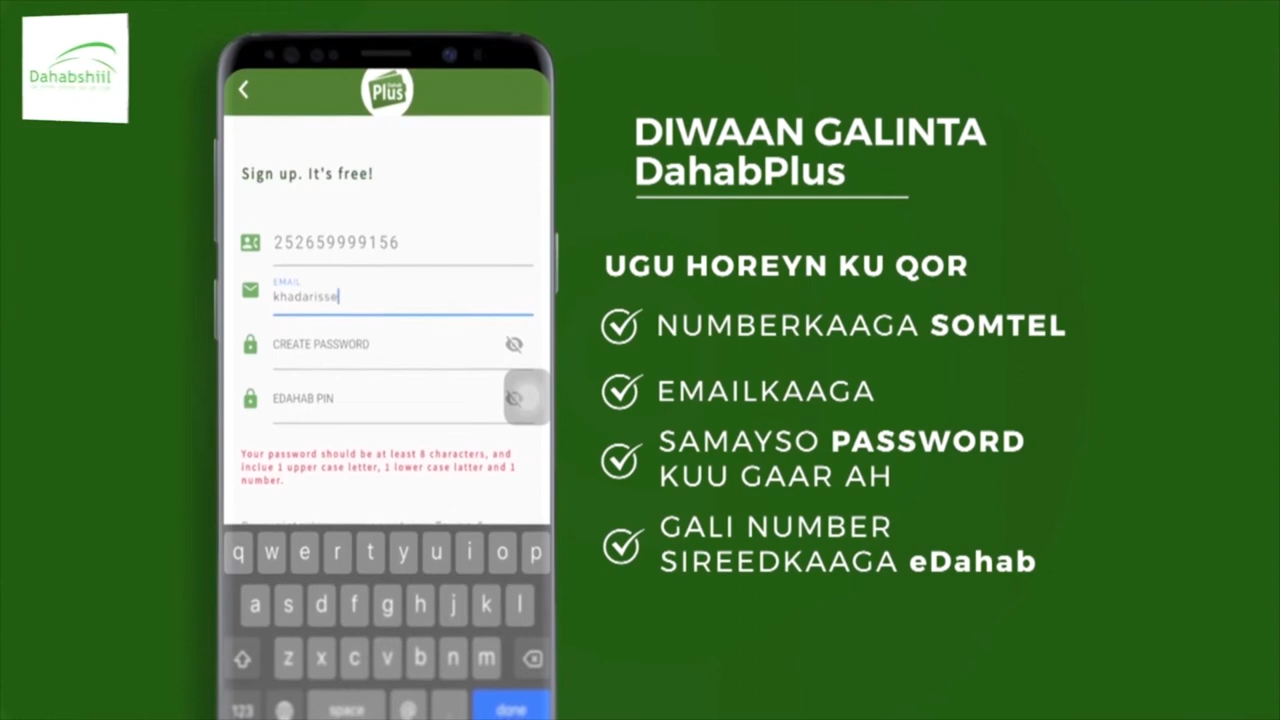 Dahabshiil
Dahab
Plus
Sign up. It's free!
252659999156
EMAIL
khadarisse
CREATE PASSWORD
EDAHAB PIN
Your password should be at least 8 characters, and
inclue 1 upper case letter, 1 lower case latter and 1
number.
q w e r t y u i o p
a s d f g h j k l
z x c v b n m
123 space @ . done
DIWAAN GALINTA
DahabPlus
UGU HOREYN KU QOR
NUMBERKAAGA SOMTEL
EMAILKAAGA
SAMAYSO PASSWORD
KUU GAAR AH
GALI NUMBER
SIREEDKAAGA eDahab